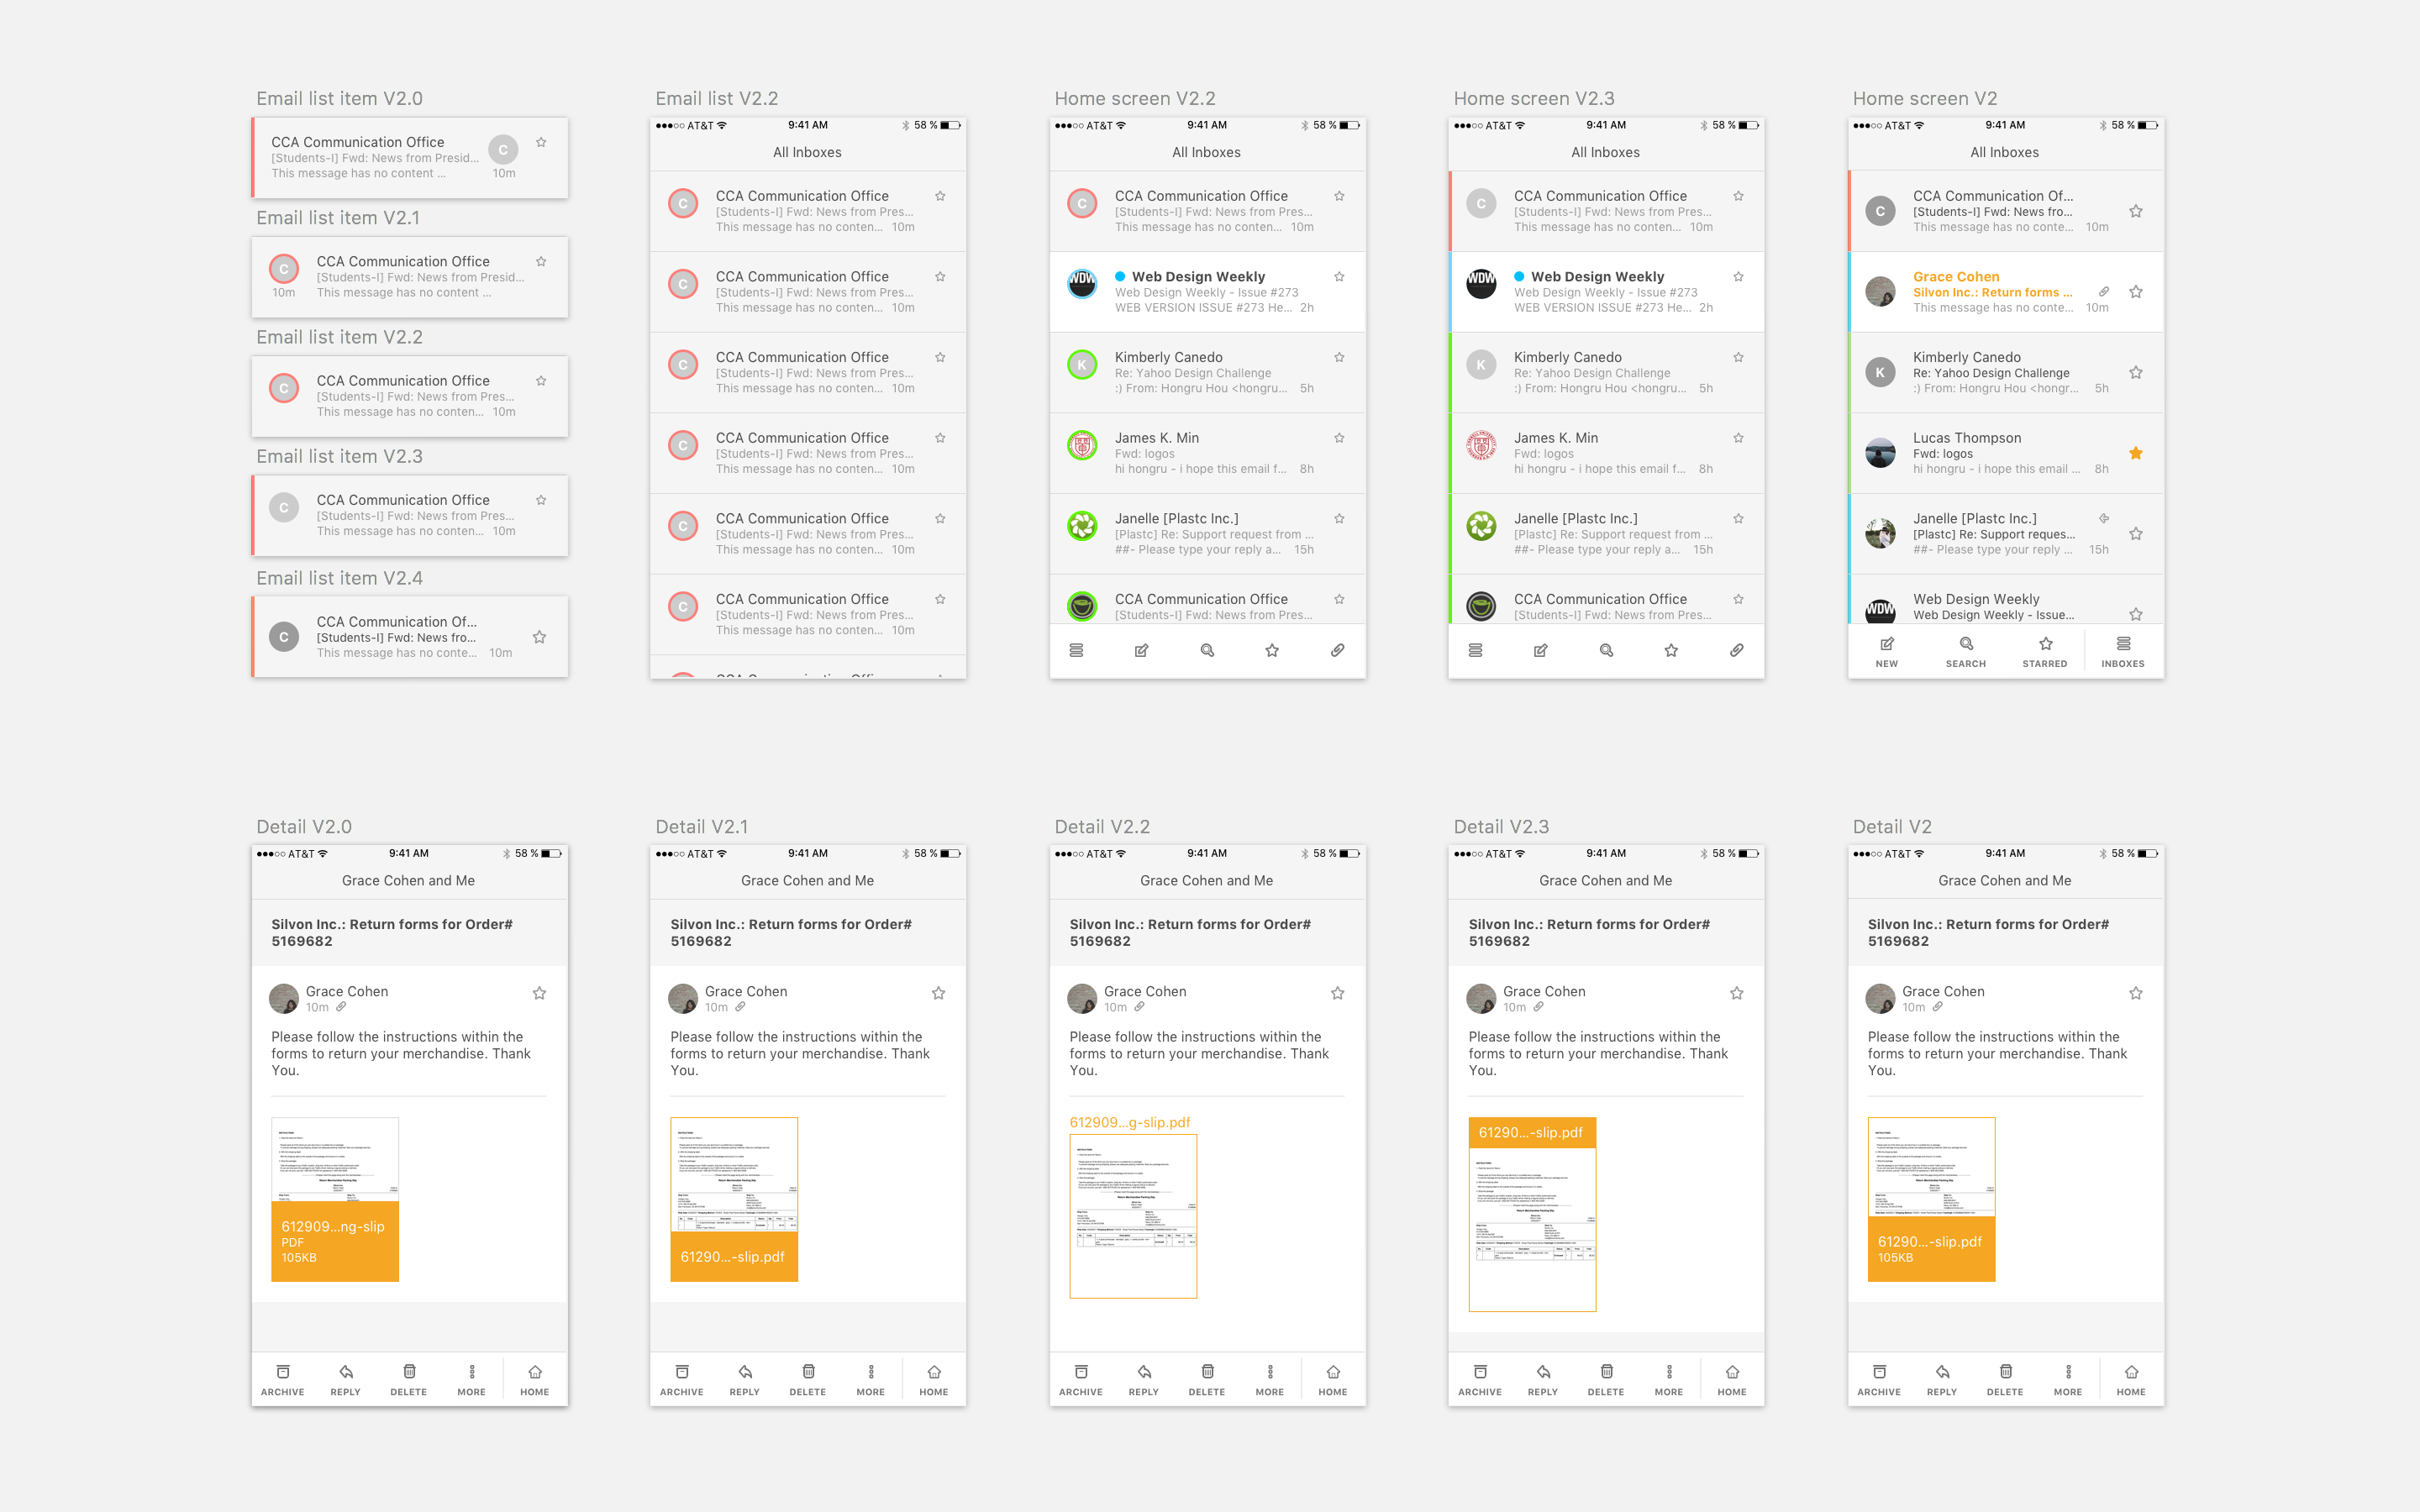 Email list item V2.0
CCA Communication Office
C
[Students-I] Fwd: News from Presid...
This message has no content ...
10m
Email list item V2.1
C
CCA Communication Office
[Students-I] Fwd: News from Presid...
10m
This message has no content ...
Email list item V2.2
C
CCA Communication Office
[Students-I] Fwd: News from Pres...
This message has no conten... 10m
Email list item V2.3
C
CCA Communication Office
[Students-I] Fwd: News from Pres...
This message has no conten... 10m
Email list item V2.4
C
CCA Communication Of...
[Students-I] Fwd: News fro...
This message has no conte... 10m
Email list V2.2
AT&T 9:41 AM 58 %
All Inboxes
C
CCA Communication Office
[Students-I] Fwd: News from Pres...
This message has no conten... 10m
C
CCA Communication Office
[Students-I] Fwd: News from Pres...
This message has no conten... 10m
C
CCA Communication Office
[Students-I] Fwd: News from Pres...
This message has no conten... 10m
C
CCA Communication Office
[Students-I] Fwd: News from Pres...
This message has no conten... 10m
C
CCA Communication Office
[Students-I] Fwd: News from Pres...
This message has no conten... 10m
C
CCA Communication Office
[Students-I] Fwd: News from Pres...
This message has no conten... 10m
Home screen V2.2
AT&T 9:41 AM 58 %
All Inboxes
C
CCA Communication Office
[Students-I] Fwd: News from Pres...
This message has no conten... 10m
WDW
Web Design Weekly
Web Design Weekly - Issue #273
WEB VERSION ISSUE #273 He... 2h
K
Kimberly Canedo
Re: Yahoo Design Challenge
:) From: Hongru Hou <hongru... 5h
James K. Min
Fwd: logos
hi hongru - i hope this email f... 8h
Janelle [Plastc Inc.]
[Plastc] Re: Support request from ...
##- Please type your reply a... 15h
CCA Communication Office
[Students-I] Fwd: News from Pres...
Home screen V2.3
AT&T 9:41 AM 58 %
All Inboxes
C
CCA Communication Office
[Students-I] Fwd: News from Pres...
This message has no conten... 10m
WDW
Web Design Weekly
Web Design Weekly - Issue #273
WEB VERSION ISSUE #273 He... 2h
K
Kimberly Canedo
Re: Yahoo Design Challenge
:) From: Hongru Hou <hongru... 5h
James K. Min
Fwd: logos
hi hongru - i hope this email f... 8h
Janelle [Plastc Inc.]
[Plastc] Re: Support request from ...
##- Please type your reply a... 15h
CCA Communication Office
[Students-I] Fwd: News from Pres...
Home screen V2
AT&T 9:41 AM 58 %
All Inboxes
C
CCA Communication Of...
[Students-I] Fwd: News fro...
This message has no conte... 10m
Grace Cohen
Silvon Inc.: Return forms ...
This message has no conte... 10m
K
Kimberly Canedo
Re: Yahoo Design Challenge
:) From: Hongru Hou <hongr... 5h
Lucas Thompson
Fwd: logos
hi hongru - i hope this email ... 8h
Janelle [Plastc Inc.]
[Plastc] Re: Support reques...
##- Please type your reply ... 15h
WDW
Web Design Weekly
Web Design Weekly - Issue...
NEW SEARCH STARRED INBOXES
Detail V2.0
AT&T 9:41 AM 58 %
Grace Cohen and Me
Silvon Inc.: Return forms for Order#
5169682
Grace Cohen
10m
Please follow the instructions within the
forms to return your merchandise. Thank
You.
612909...ng-slip
PDF
105KB
ARCHIVE REPLY DELETE MORE HOME
Detail V2.1
AT&T 9:41 AM 58 %
Grace Cohen and Me
Silvon Inc.: Return forms for Order#
5169682
Grace Cohen
10m
Please follow the instructions within the
forms to return your merchandise. Thank
You.
61290...-slip.pdf
ARCHIVE REPLY DELETE MORE HOME
Detail V2.2
AT&T 9:41 AM 58 %
Grace Cohen and Me
Silvon Inc.: Return forms for Order#
5169682
Grace Cohen
10m
Please follow the instructions within the
forms to return your merchandise. Thank
You.
612909...g-slip.pdf
ARCHIVE REPLY DELETE MORE HOME
Detail V2.3
AT&T 9:41 AM 58 %
Grace Cohen and Me
Silvon Inc.: Return forms for Order#
5169682
Grace Cohen
10m
Please follow the instructions within the
forms to return your merchandise. Thank
You.
61290...-slip.pdf
ARCHIVE REPLY DELETE MORE HOME
Detail V2
AT&T 9:41 AM 58 %
Grace Cohen and Me
Silvon Inc.: Return forms for Order#
5169682
Grace Cohen
10m
Please follow the instructions within the
forms to return your merchandise. Thank
You.
61290...-slip.pdf
105KB
ARCHIVE REPLY DELETE MORE HOME